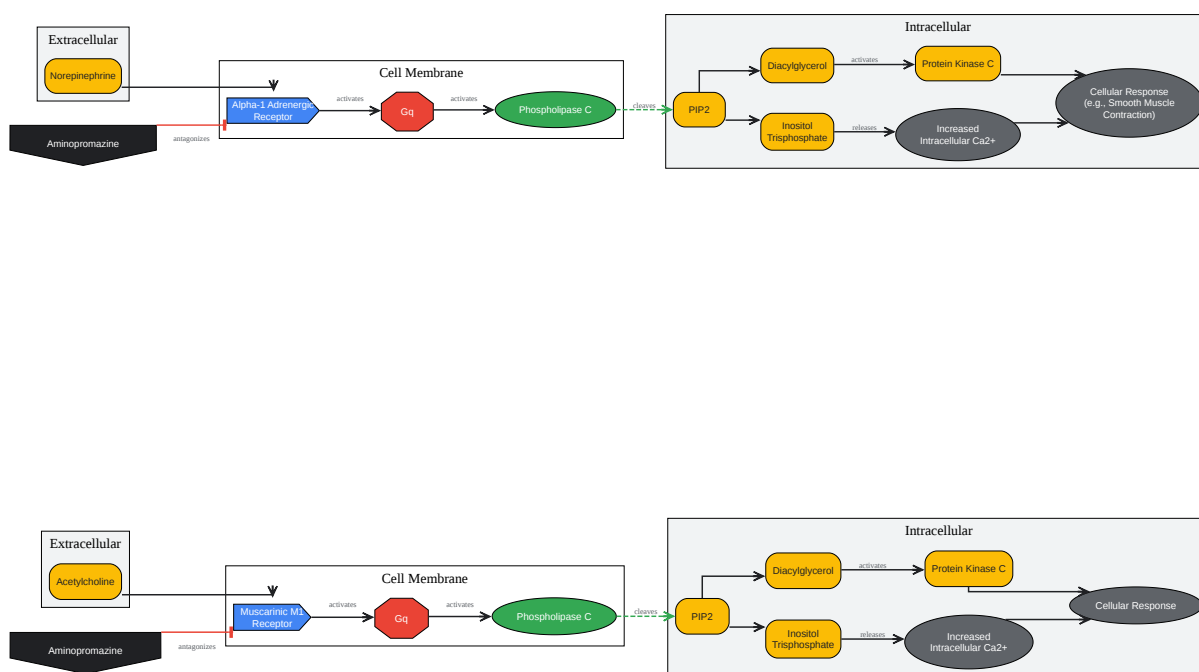 Extracellular
Norepinephrine
Aminopromazine
antagonizes
Cell Membrane
Alpha-1 Adrenergic
Receptor
activates
Gq
activates
Phospholipase C
cleaves
Intracellular
PIP2
Diacylglycerol
activates
Protein Kinase C
Inositol
Trisphosphate
releases
Increased
Intracellular Ca2+
Cellular Response
(e.g., Smooth Muscle
Contraction)
Extracellular
Acetylcholine
Aminopromazine
antagonizes
Cell Membrane
Muscarinic M1
Receptor
activates
Gq
activates
Phospholipase C
cleaves
Intracellular
PIP2
Diacylglycerol
activates
Protein Kinase C
Inositol
Trisphosphate
releases
Increased
Intracellular Ca2+
Cellular Response